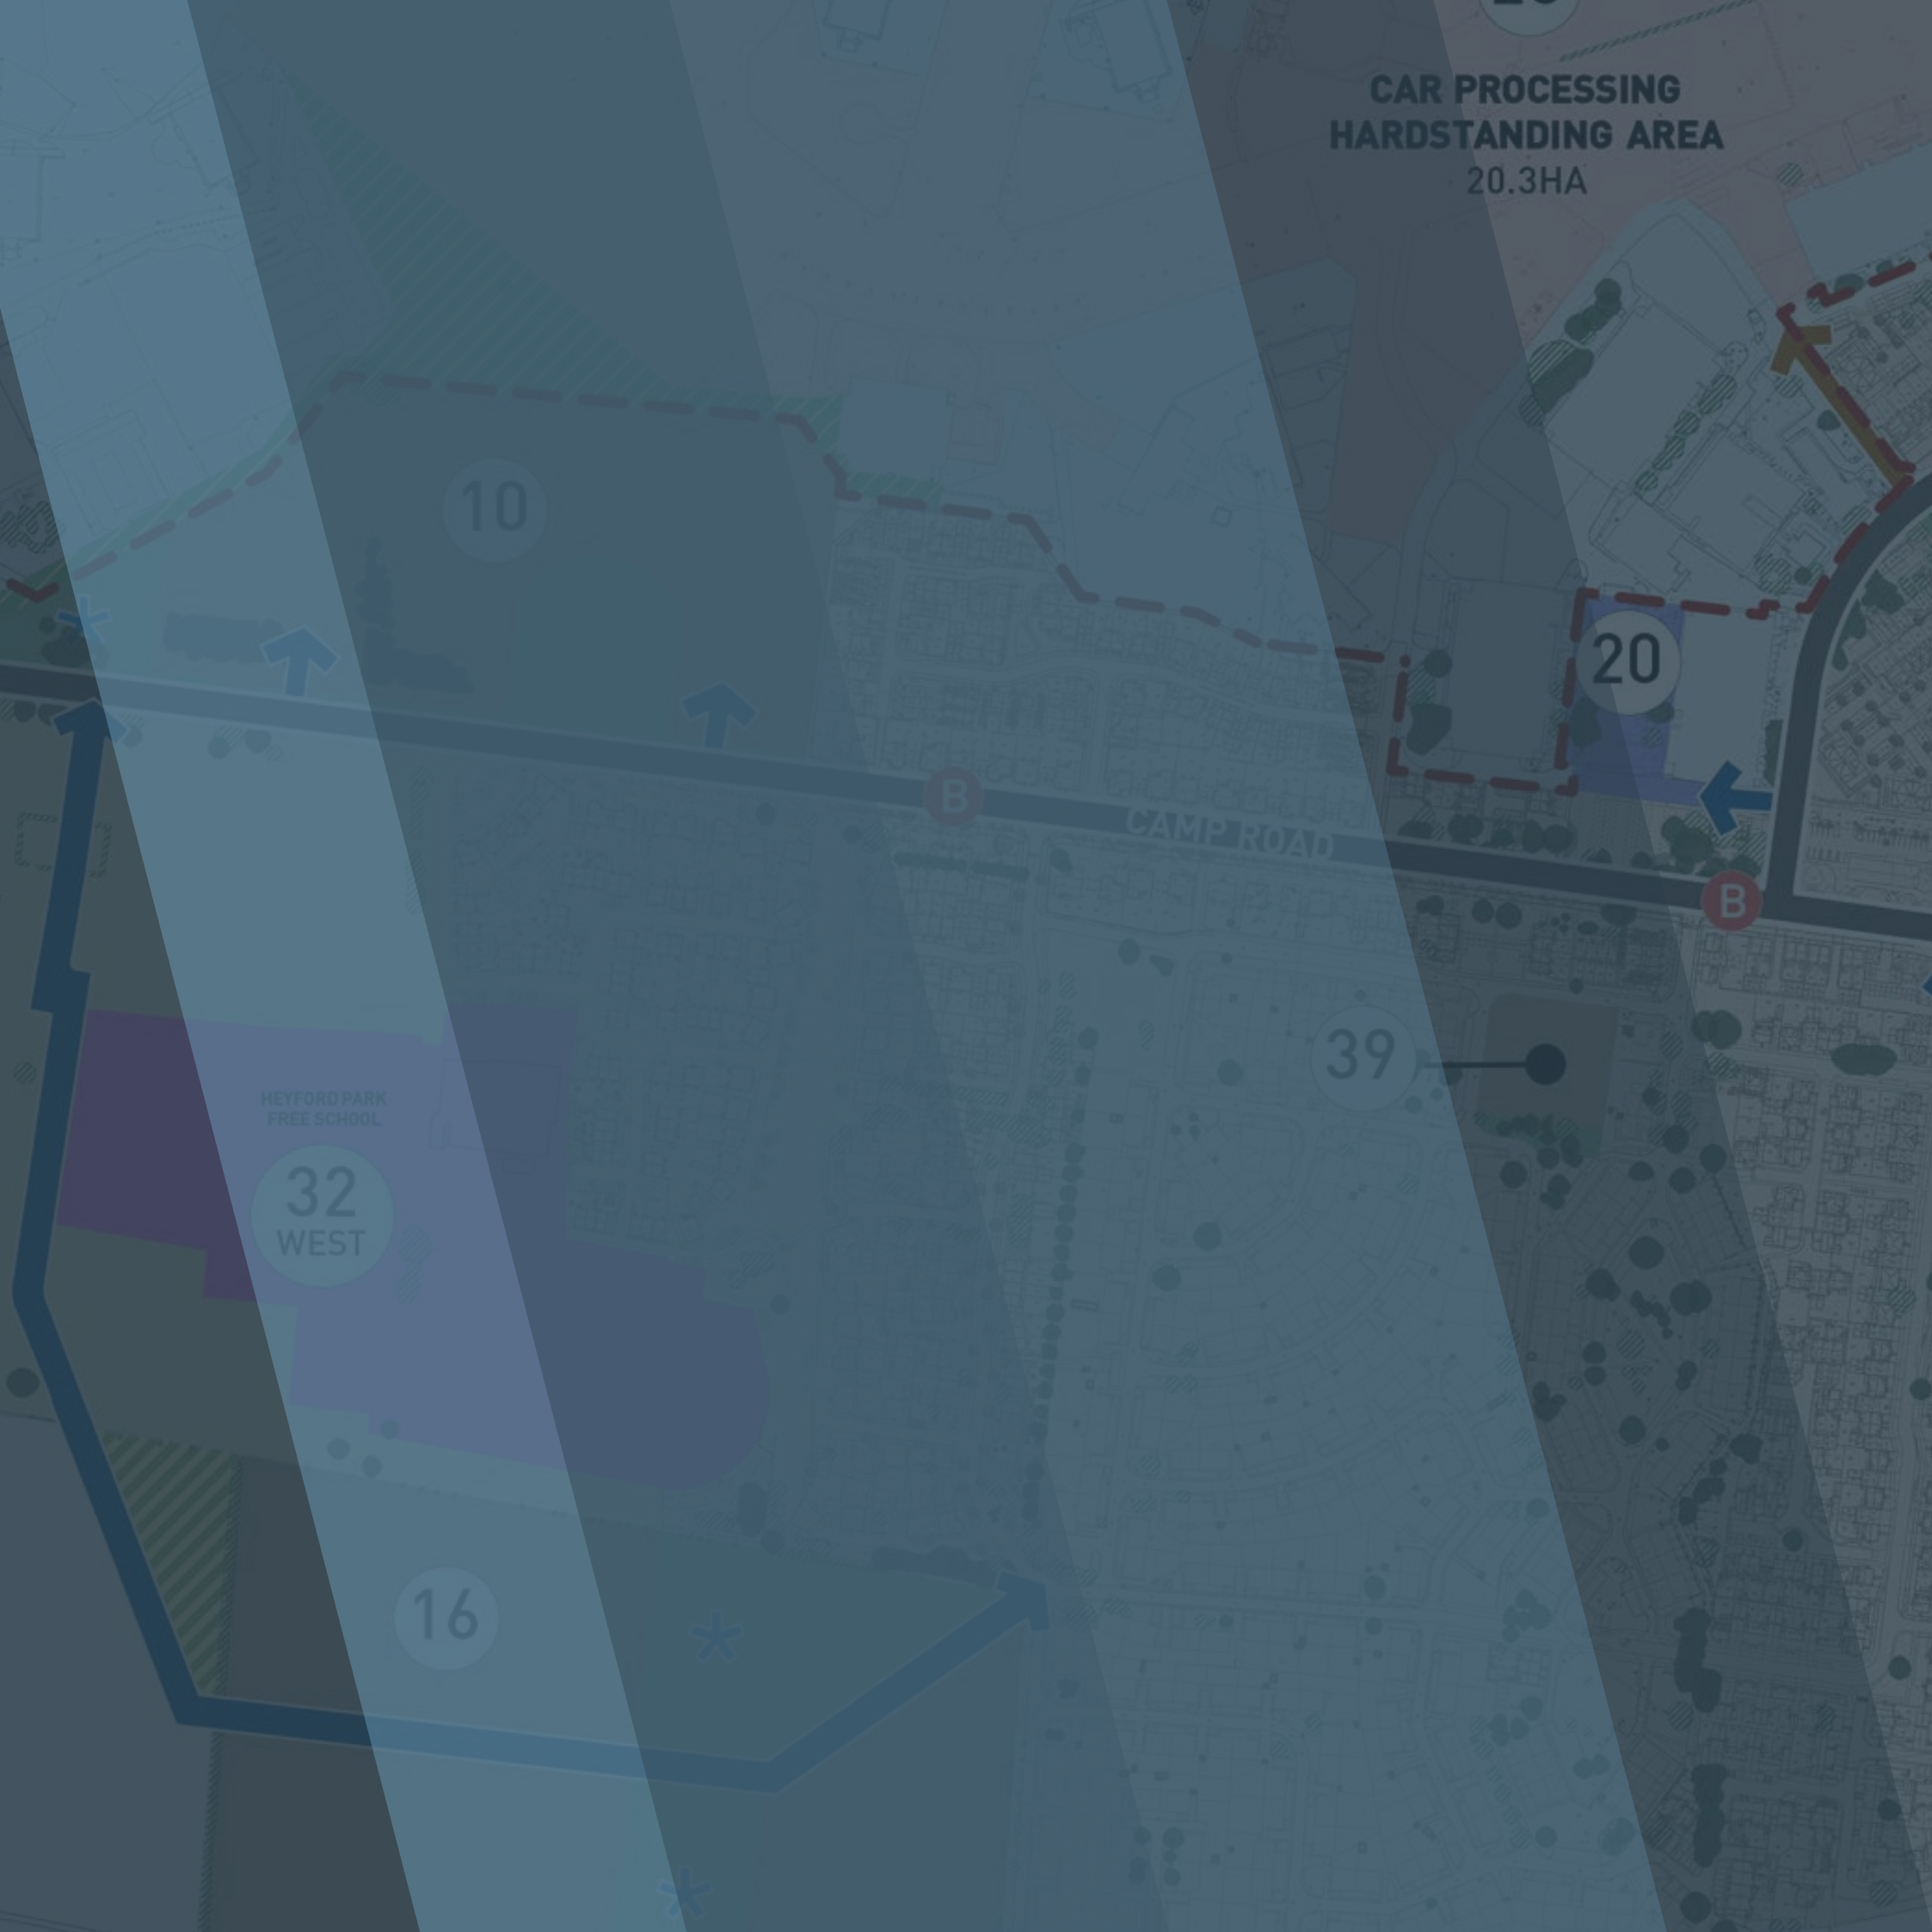 CAR PROCESSING
HARDSTANDING AREA
20.3HA
10
20
B
CAMP ROAD
B
39
HEYFORD PARK
FREE SCHOOL
32
WEST
16